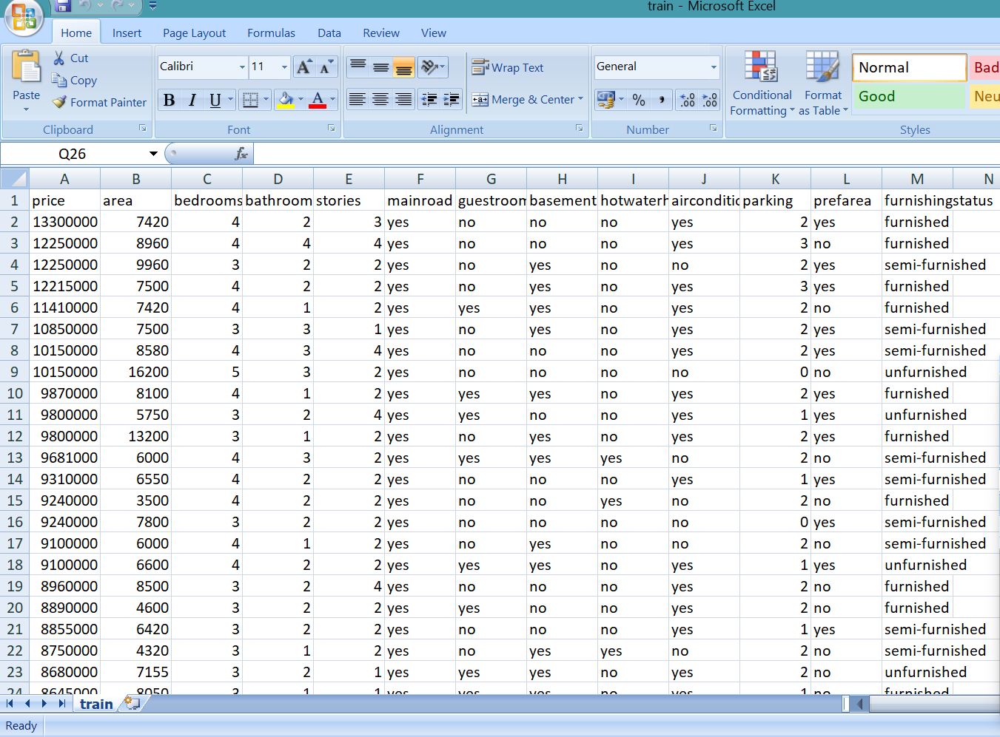 train - Microsoft Excel
Home Insert Page Layout Formulas Data Review View
Cut
Copy
Format Painter
Paste
Clipboard
Calibri 11
B I U A
Font
Wrap Text
Merge & Center
Alignment
General
% , .0 .00 .00 .0
Number
Conditional Formatting
Format as Table
Normal Bad
Good Neu
Styles
Q26 fx
A B C D E F G H I J K L M N
1 price area bedrooms bathroom stories mainroad guestroom basement hotwaterh airconditic parking prefarea furnishingstatus
2 13300000 7420 4 2 3 yes no no no yes 2 yes furnished
3 12250000 8960 4 4 4 yes no no no yes 3 no furnished
4 12250000 9960 3 2 2 yes no yes no no 2 yes semi-furnished
5 12215000 7500 4 2 2 yes no yes no yes 3 yes furnished
6 11410000 7420 4 1 2 yes yes yes no yes 2 no furnished
7 10850000 7500 3 3 1 yes no yes no yes 2 yes semi-furnished
8 10150000 8580 4 3 4 yes no no no yes 2 yes semi-furnished
9 10150000 16200 5 3 2 yes no no no no 0 no unfurnished
10 9870000 8100 4 1 2 yes yes yes no yes 2 yes furnished
11 9800000 5750 3 2 4 yes yes no no yes 1 yes unfurnished
12 9800000 13200 3 1 2 yes no yes no yes 2 yes furnished
13 9681000 6000 4 3 2 yes yes yes yes no 2 no semi-furnished
14 9310000 6550 4 2 2 yes no no no yes 1 yes semi-furnished
15 9240000 3500 4 2 2 yes no no yes no 2 no furnished
16 9240000 7800 3 2 2 yes no no no no 0 yes semi-furnished
17 9100000 6000 4 1 2 yes no yes no no 2 no semi-furnished
18 9100000 6600 4 2 2 yes yes yes no yes 1 yes unfurnished
19 8960000 8500 3 2 4 yes no no no yes 2 no furnished
20 8890000 4600 3 2 2 yes yes no no yes 2 no furnished
21 8855000 6420 3 2 2 yes no no no yes 1 yes semi-furnished
22 8750000 4320 3 1 2 yes no yes yes no 2 no semi-furnished
23 8680000 7155 3 2 1 yes yes yes no yes 2 no unfurnished
24 8645000 8050 3 1 1 yes yes yes no yes 1 no furnished
train
Ready